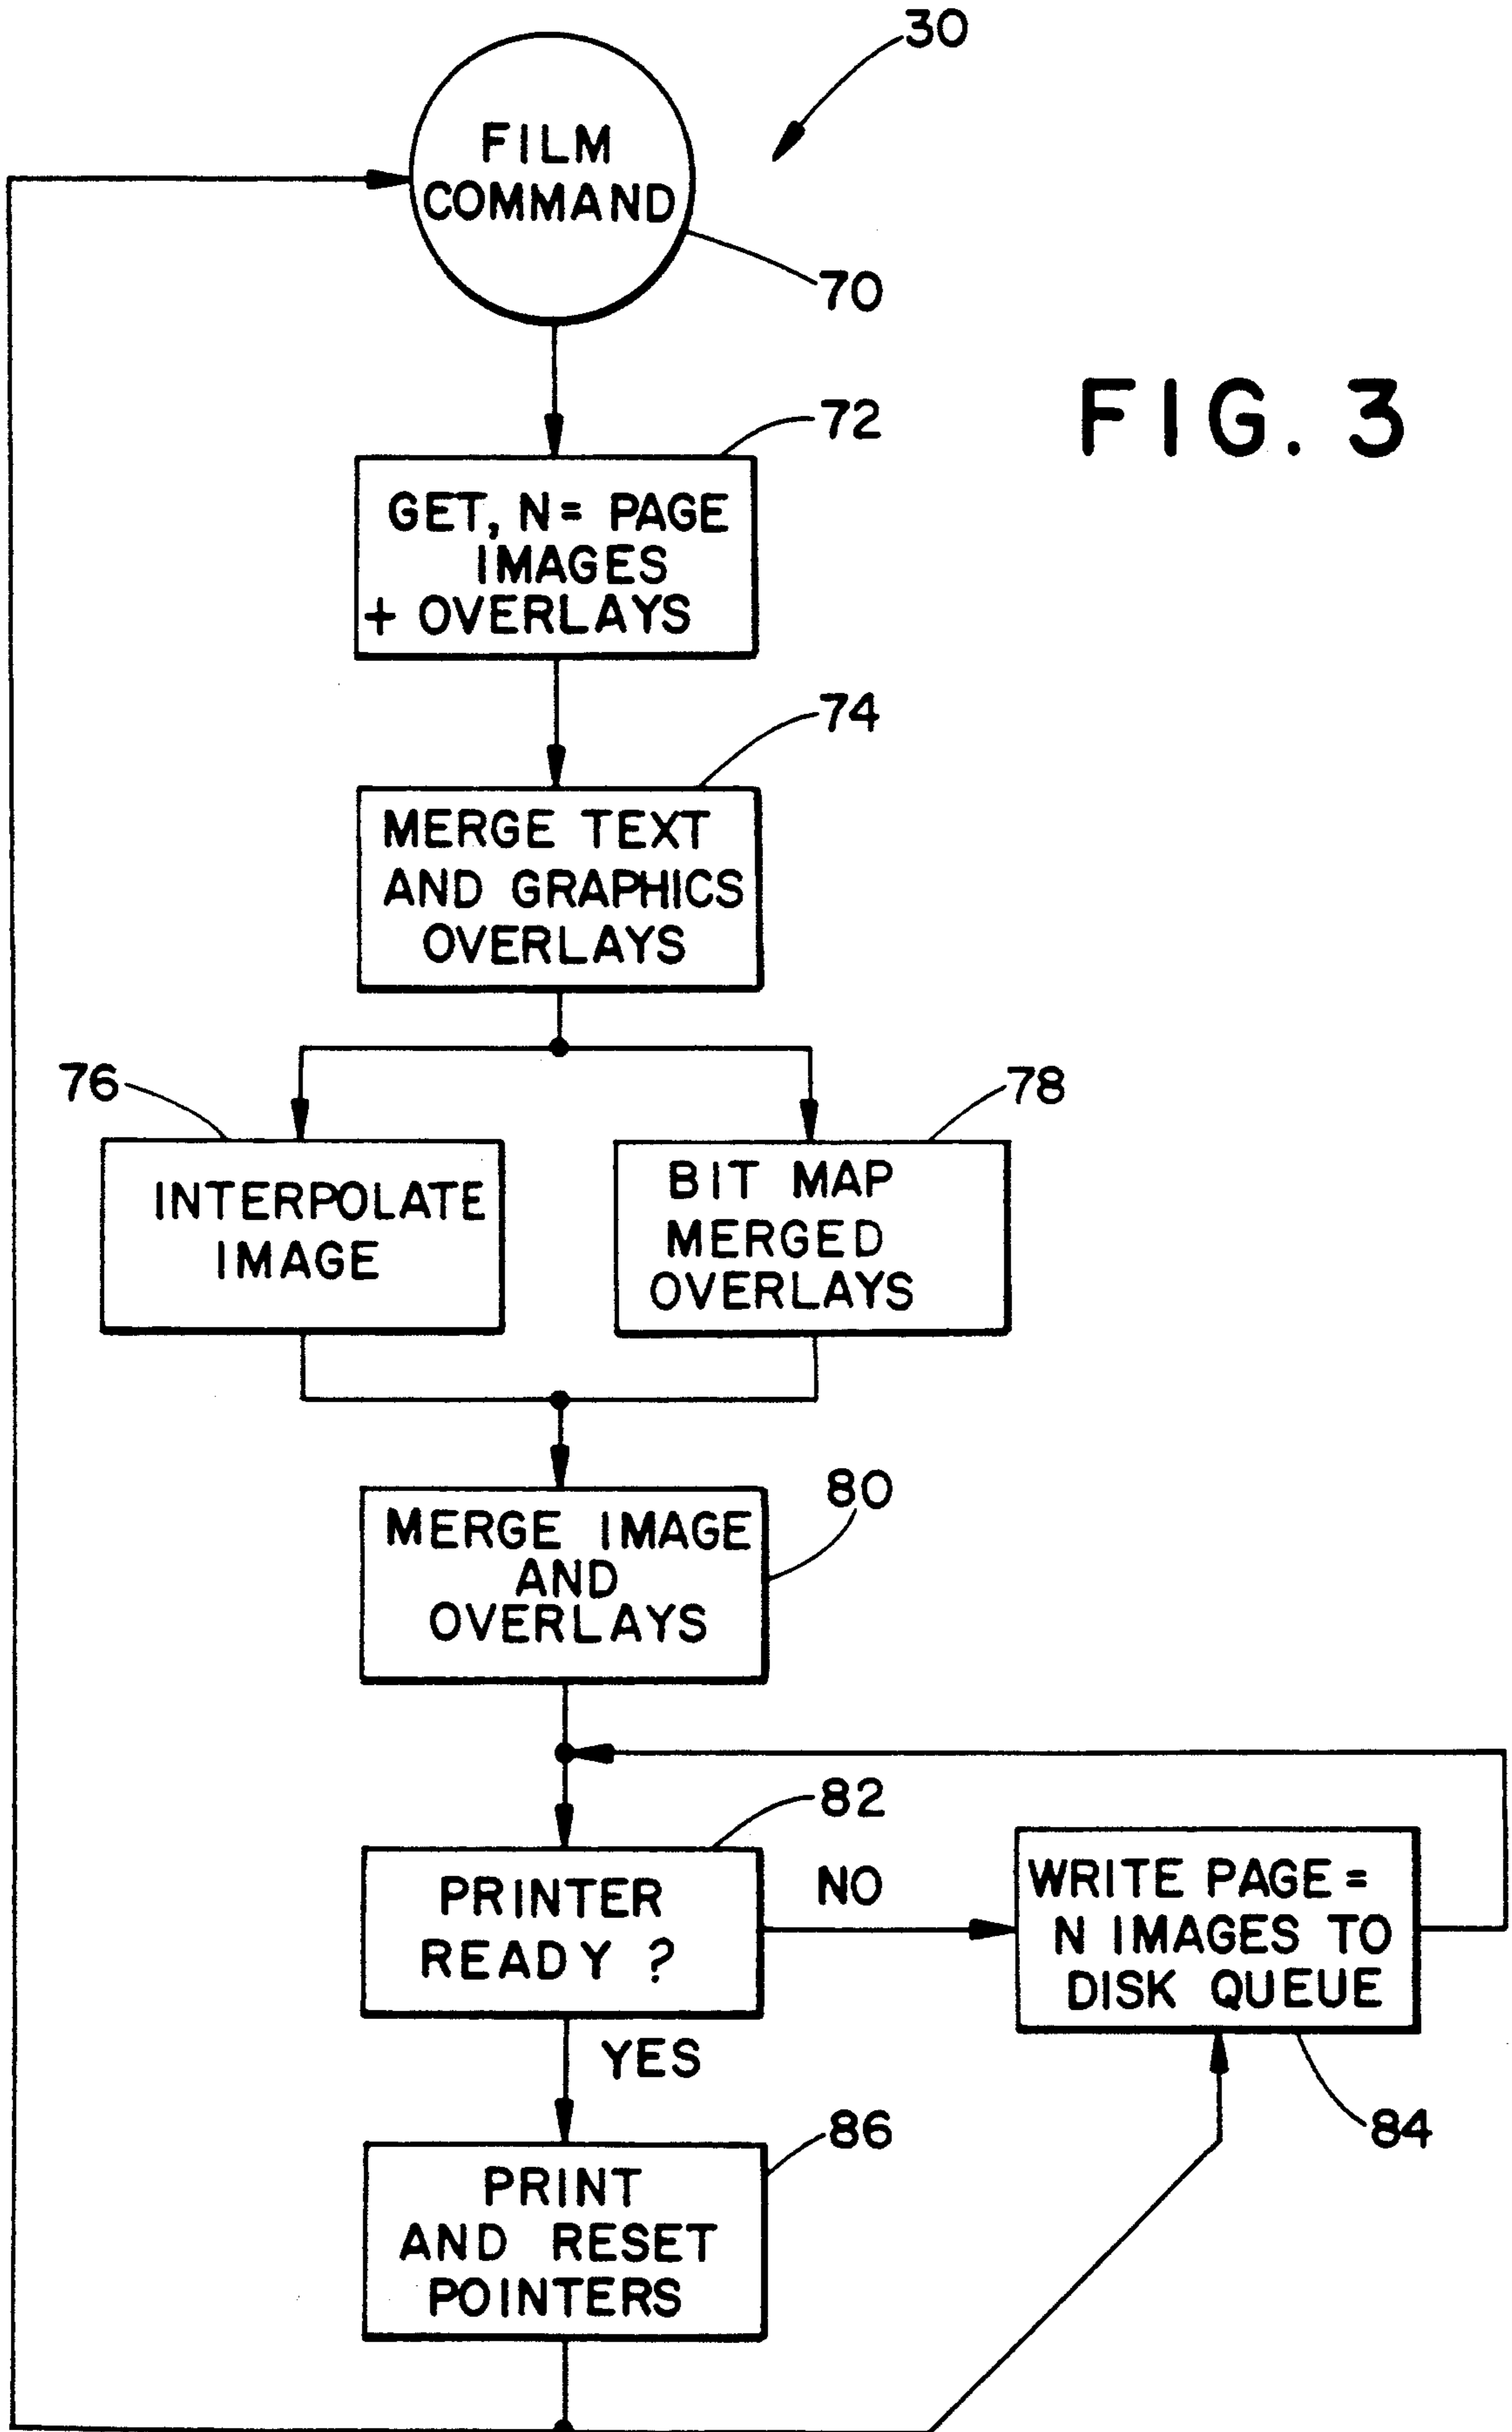 30
FILM
COMMAND
70
FIG. 3
72
GET, N= PAGE
IMAGES
+ OVERLAYS
74
MERGE TEXT
AND GRAPHICS
OVERLAYS
76
78
INTERPOLATE
IMAGE
BIT MAP
MERGED
OVERLAYS
80
MERGE IMAGE
AND
OVERLAYS
82
PRINTER
READY ?
NO
WRITE PAGE =
N IMAGES TO
DISK QUEUE
YES
84
86
PRINT
AND RESET
POINTERS